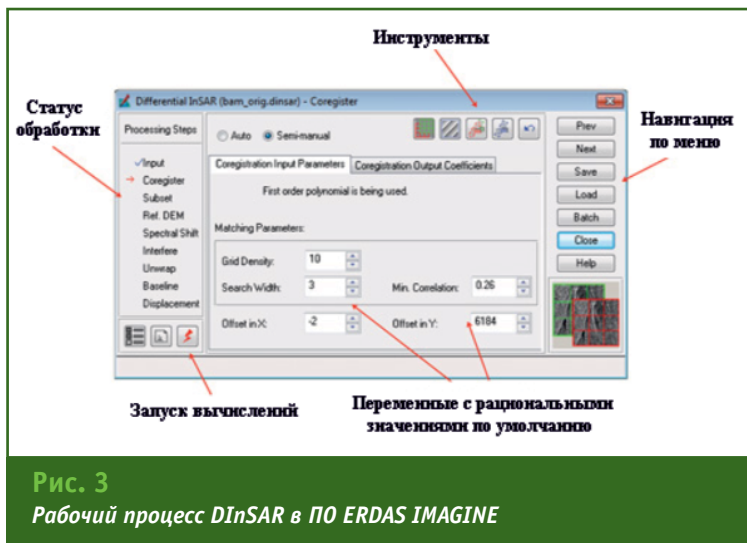 Инструменты
Статус
обработки
Навигация
по меню
Differential InSAR (bam_orig.dinsar) - Coregister
Processing Steps
Input
Coregister
Subset
Ref. DEM
Spectral Shift
Interfere
Unwrap
Baseline
Displacement
Auto Semi-manual
Coregistration Input Parameters Coregistration Output Coefficients
First order polynomial is being used.
Matching Parameters:
Grid Density: 10
Search Width: 3 Min. Correlation: 0.26
Offset in X: -2 Offset in Y: 6184
Prev
Next
Save
Load
Batch
Close
Help
Запуск вычислений
Переменные с рациональными
значениями по умолчанию
Рис. 3
Рабочий процесс DInSAR в ПО ERDAS IMAGINE